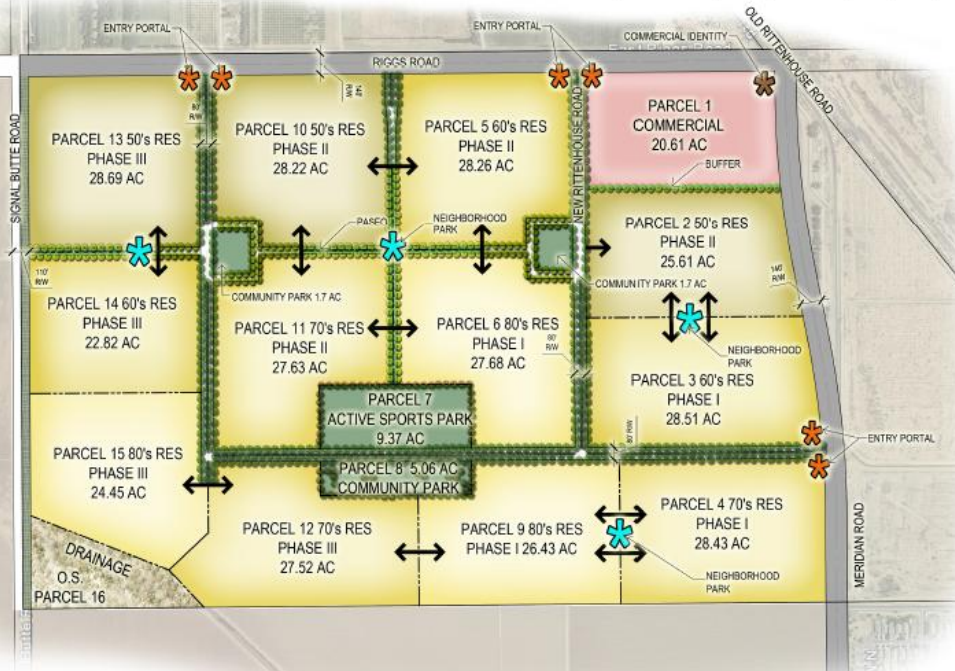 ENTRY PORTAL
ENTRY PORTAL
COMMERCIAL IDENTITY
OLD RITTENHOUSE ROAD
RIGGS ROAD
140'
R/W
80'
R/W
SIGNAL BUTTE ROAD
NEW RITTENHOUSE ROAD
PARCEL 13 50's RES
PHASE III
28.69 AC
PARCEL 10 50's RES
PHASE II
28.22 AC
PARCEL 5 60's RES
PHASE II
28.26 AC
PARCEL 1
COMMERCIAL
20.61 AC
BUFFER
PASEO
NEIGHBORHOOD
PARK
PARCEL 2 50's RES
PHASE II
25.61 AC
110'
R/W
140'
R/W
COMMUNITY PARK 1.7 AC
COMMUNITY PARK 1.7 AC
PARCEL 14 60's RES
PHASE III
22.82 AC
PARCEL 11 70's RES
PHASE II
27.63 AC
PARCEL 6 80's RES
PHASE I
27.68 AC
80'
R/W
NEIGHBORHOOD
PARK
PARCEL 3 60's RES
PHASE I
28.51 AC
PARCEL 7
ACTIVE SPORTS PARK
9.37 AC
80' R/W
ENTRY PORTAL
PARCEL 15 80's RES
PHASE III
24.45 AC
PARCEL 8 5.06 AC
COMMUNITY PARK
PARCEL 12 70's RES
PHASE III
27.52 AC
PARCEL 9 80's RES
PHASE I 26.43 AC
PARCEL 4 70's RES
PHASE I
28.43 AC
MERIDIAN ROAD
DRAINAGE
O.S.
PARCEL 16
NEIGHBORHOOD
PARK